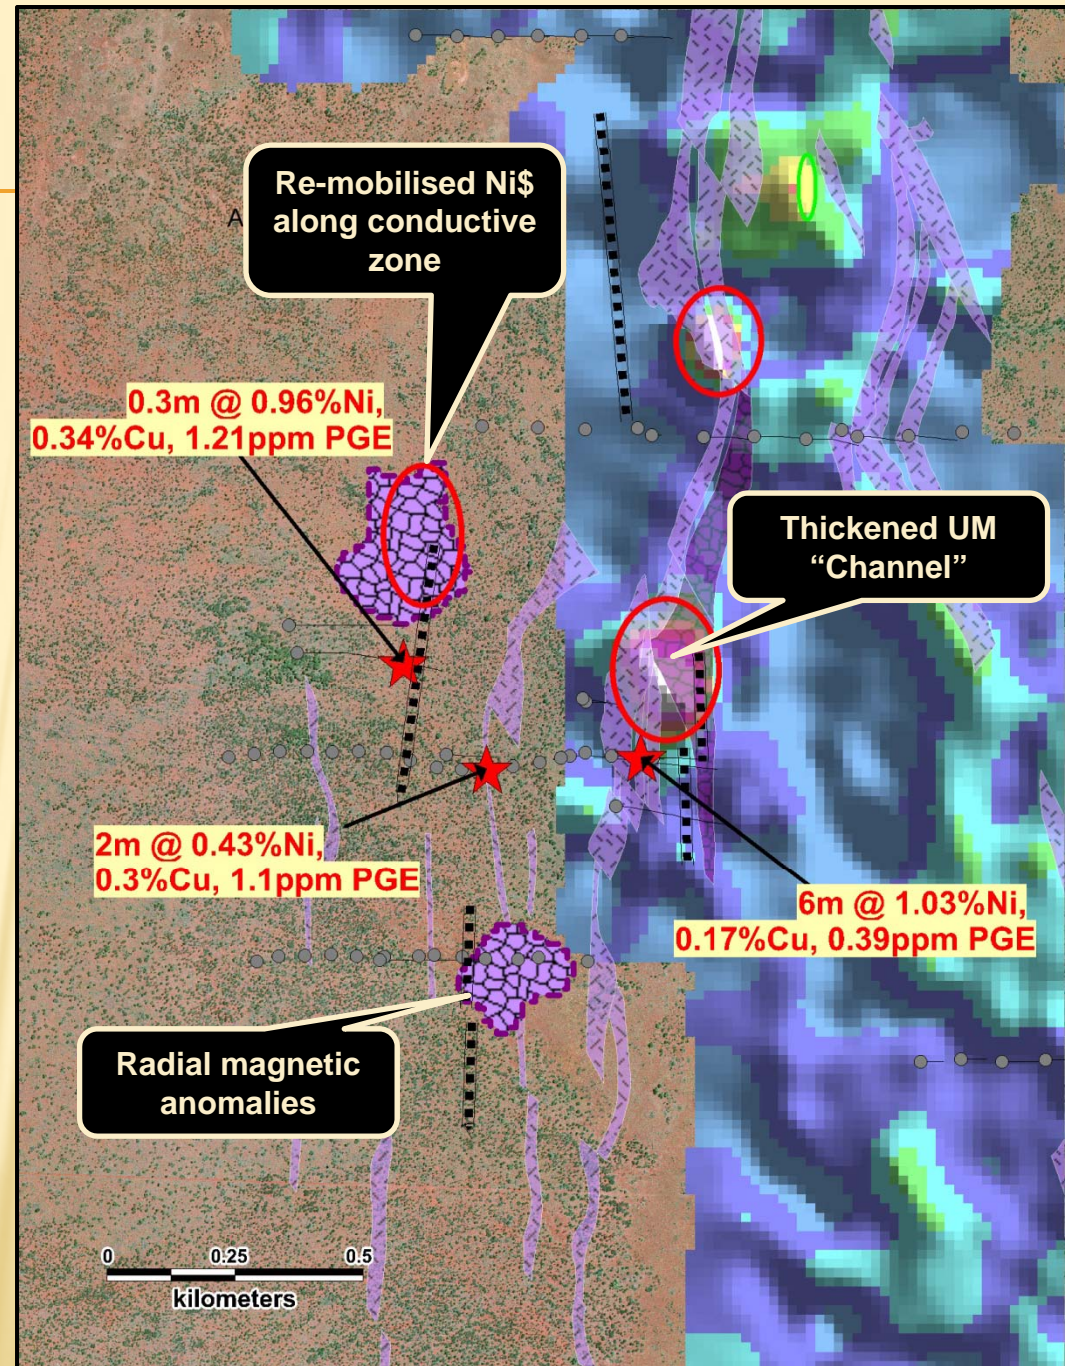 Re-mobilised Ni$
along conductive
zone
A
0.3m @ 0.96%Ni,
0.34%Cu, 1.21ppm PGE
Thickened UM
“Channel”
2m @ 0.43%Ni,
0.3%Cu, 1.1ppm PGE
6m @ 1.03%Ni,
0.17%Cu, 0.39ppm PGE
Radial magnetic
anomalies
0 0.25 0.5
kilometers